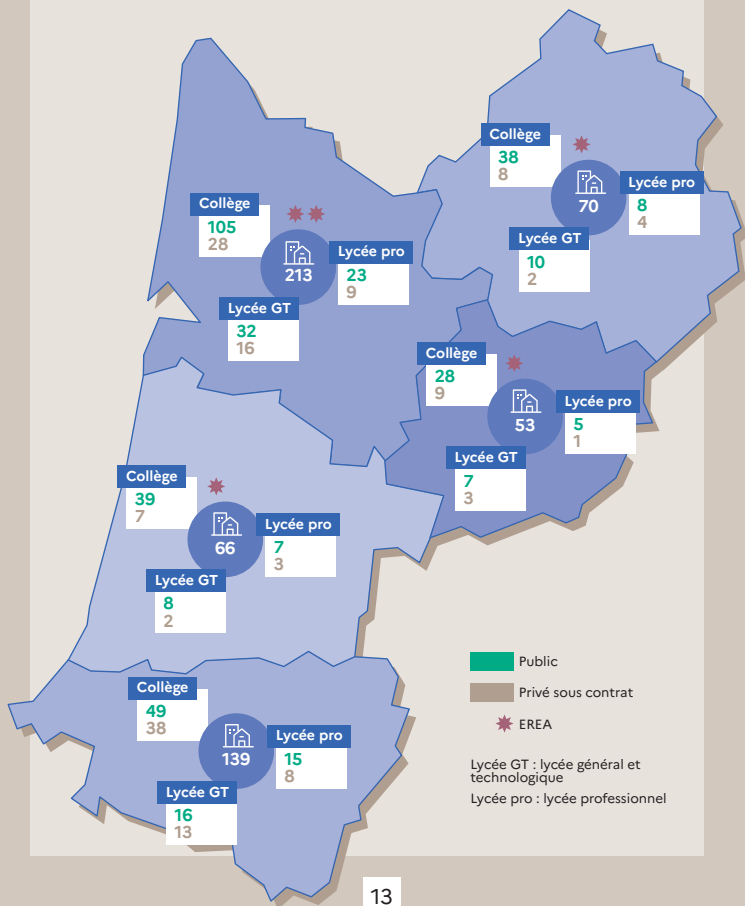 Collège
38
8
70
Lycée pro
8
4
Lycée GT
10
2
Collège
105
28
213
Lycée pro
23
9
Lycée GT
32
16
Collège
28
9
53
Lycée pro
5
1
Lycée GT
7
3
Collège
39
7
66
Lycée pro
7
3
Lycée GT
8
2
Collège
49
38
139
Lycée pro
15
8
Lycée GT
16
13
Public
Privé sous contrat
EREA
Lycée GT : lycée général et
technologique
Lycée pro : lycée professionnel
13